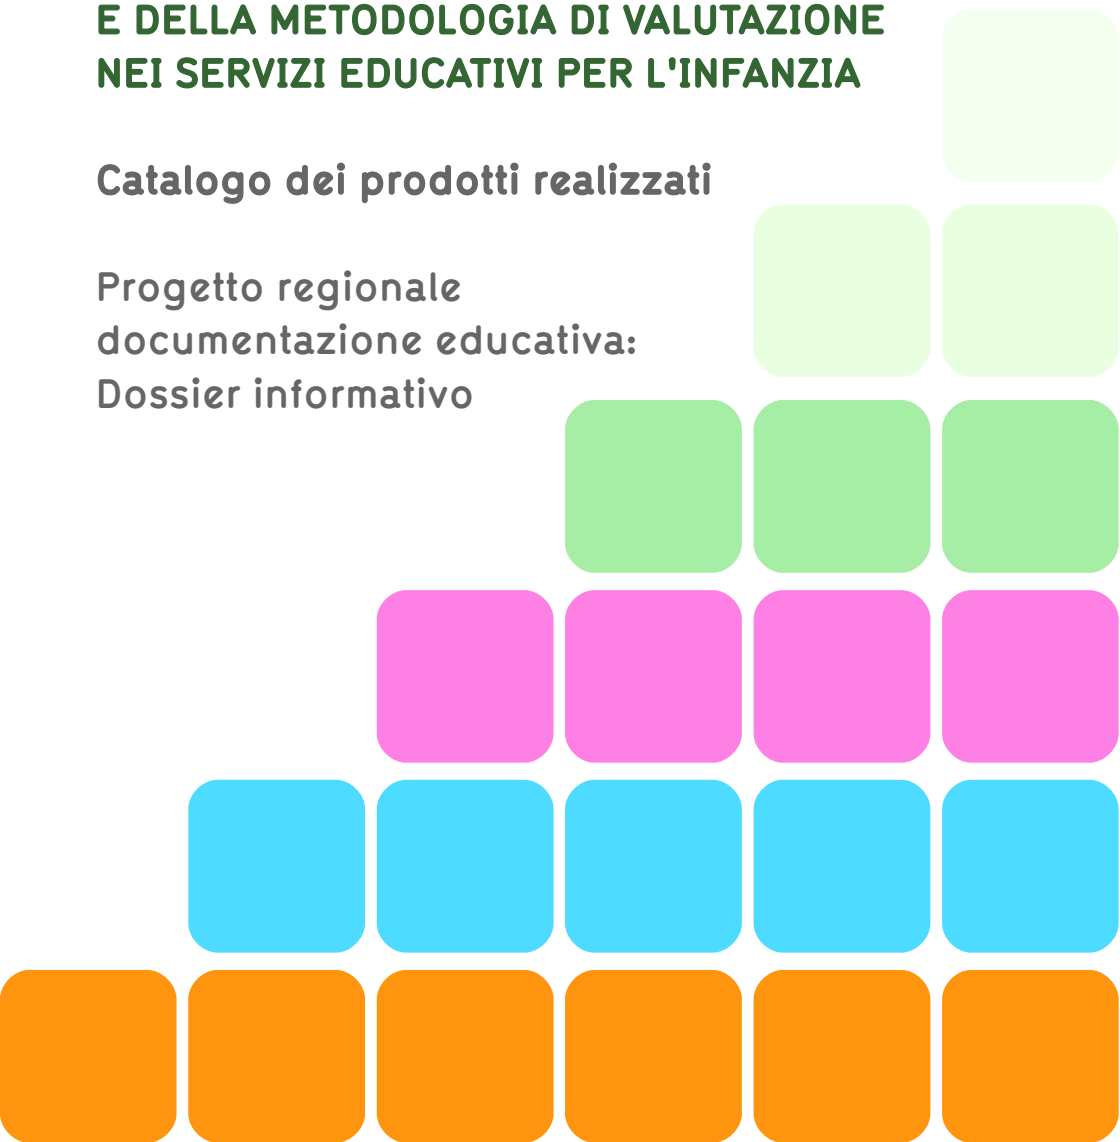 E DELLA METODOLOGIA DI VALUTAZIONE
NEI SERVIZI EDUCATIVI PER L'INFANZIA
Catalogo dei prodotti realizzati
Progetto regionale
documentazione educativa:
Dossier informativo